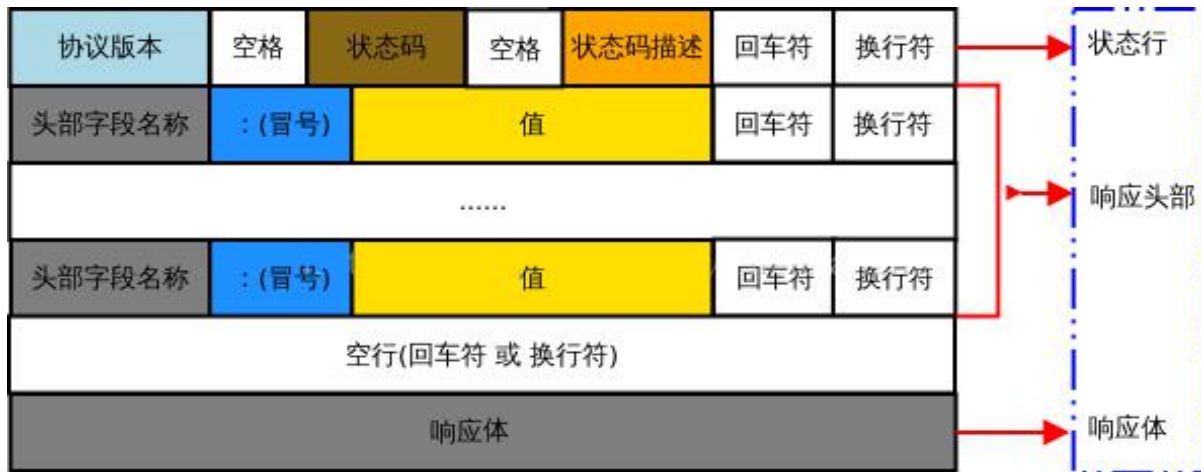 协议版本 空格 状态码 空格 状态码描述 回车符 换行符 状态行
头部字段名称 :(冒号) 值 回车符 换行符
...... 响应头部
头部字段名称 :(冒号) 值 回车符 换行符
空行(回车符 或 换行符)
响应体 响应体